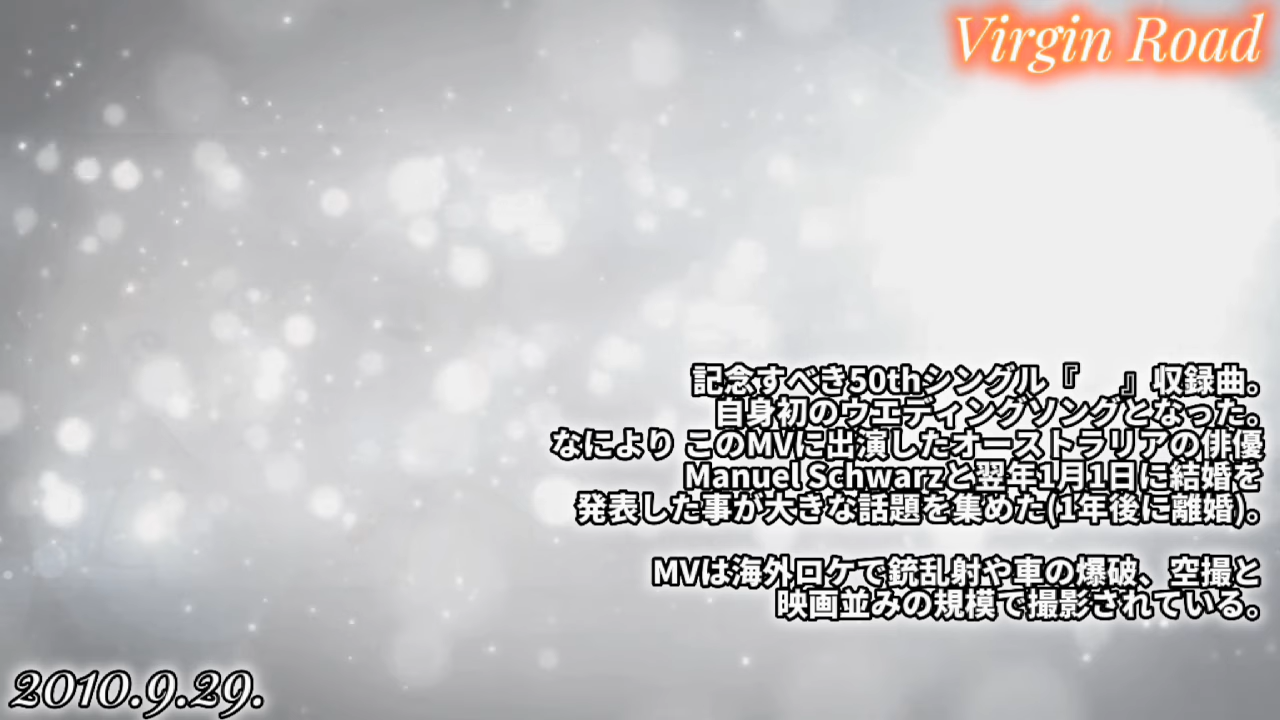 Virgin Road
記念すべき50thシングル『　』収録曲。
自身初のウエディングソングとなった。
なにより このMVに出演したオーストラリアの俳優
Manuel Schwarzと翌年1月1日に結婚を
発表した事が大きな話題を集めた(1年後に離婚)。
MVは海外ロケで銃乱射や車の爆破、空撮と
映画並みの規模で撮影されている。
2010.9.29.